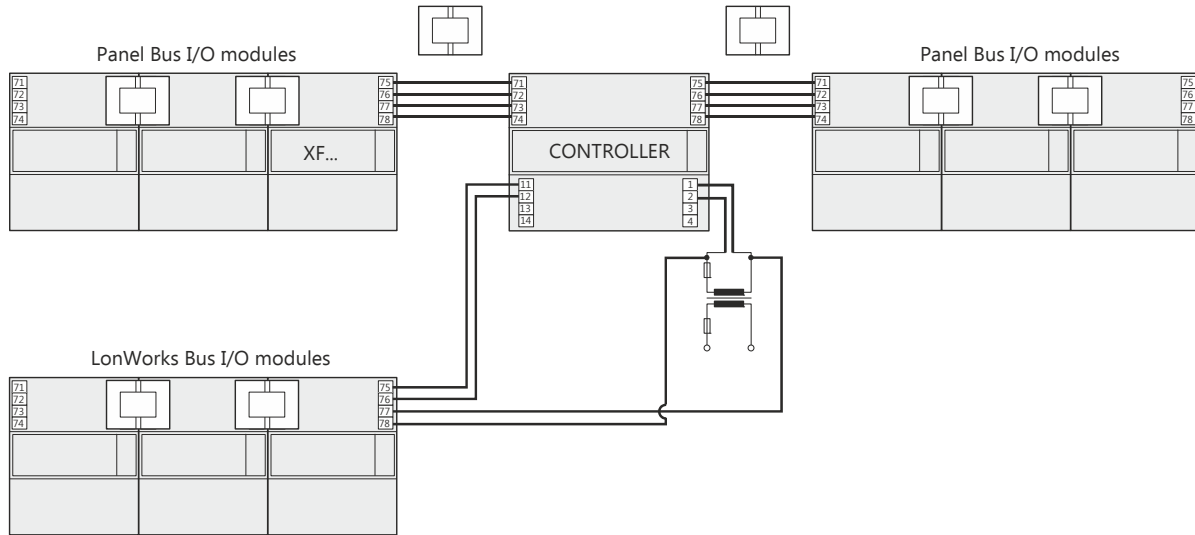 Panel Bus I/O modules
Panel Bus I/O modules
71 75 71 75 71 75
72 76 72 76 72 76
73 77 73 77 73 77
74 78 74 78 74 78
XF...
CONTROLLER
11 1
12 2
13 3
14 4
LonWorks Bus I/O modules
71 75
72 76
73 77
74 78